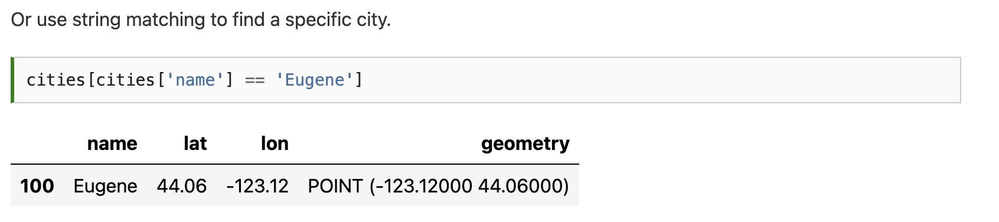 Or use string matching to find a specific city.
cities[cities['name'] == 'Eugene']
name lat lon geometry
100 Eugene 44.06 -123.12 POINT (-123.12000 44.06000)